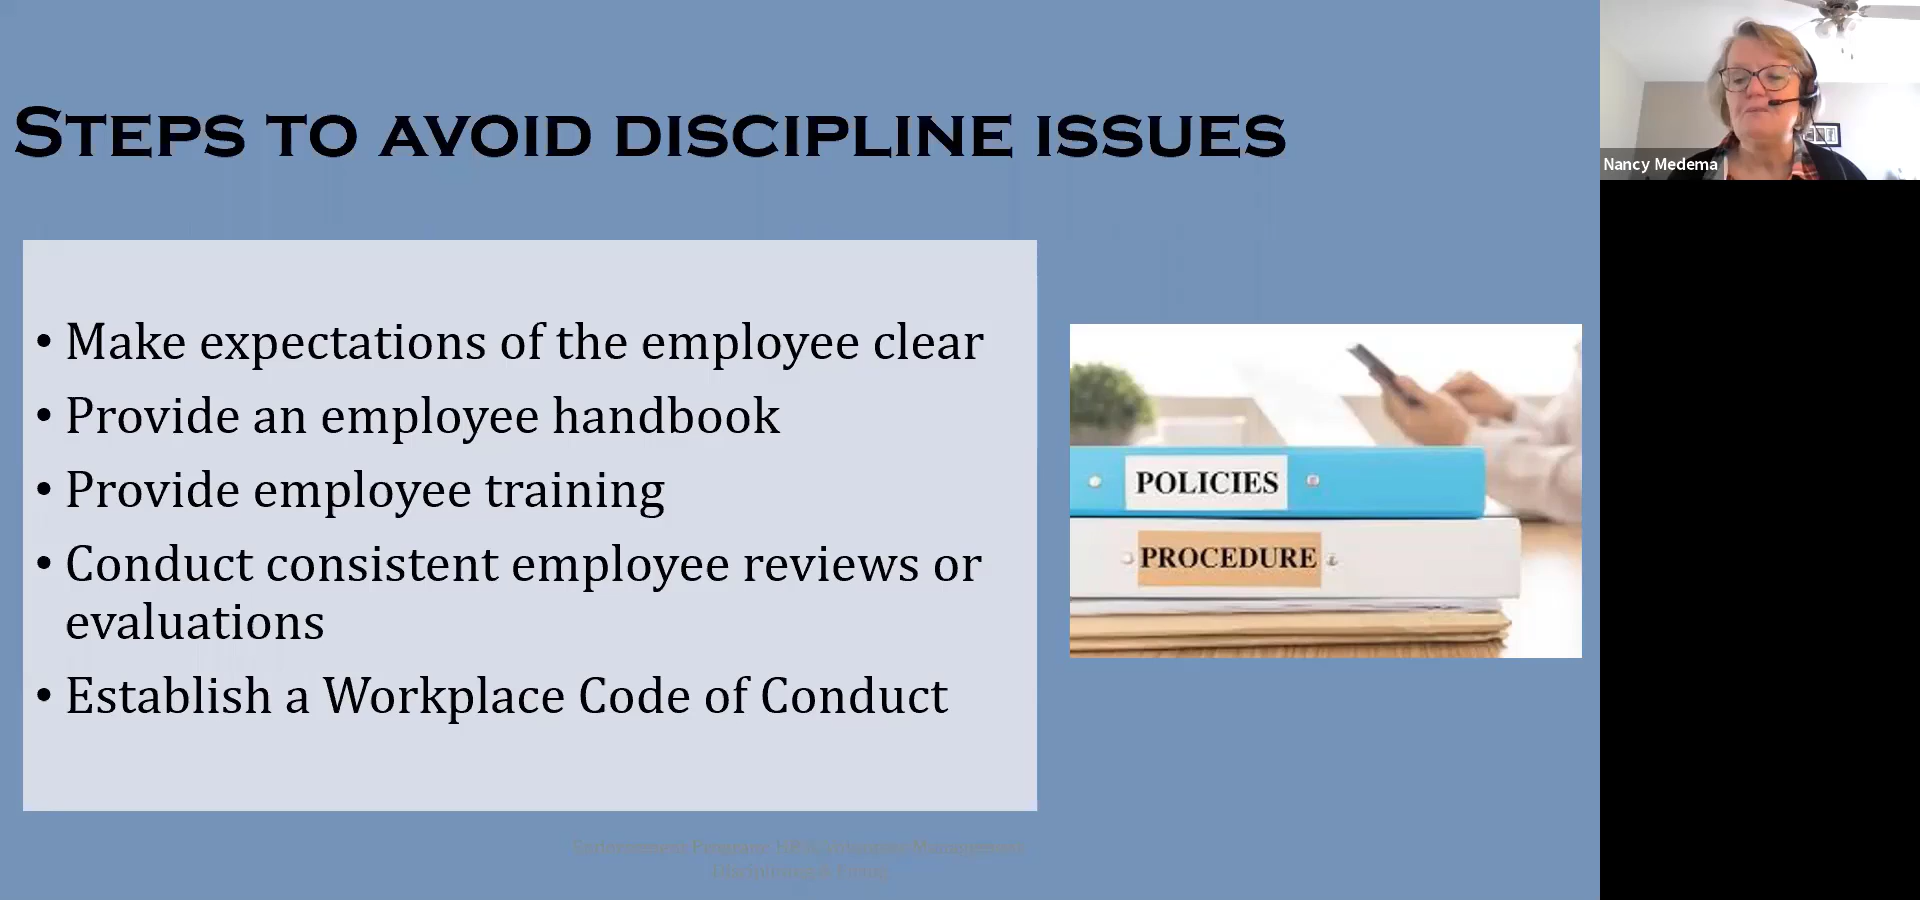 Steps to avoid discipline issues
• Make expectations of the employee clear
• Provide an employee handbook
• Provide employee training
• Conduct consistent employee reviews or
evaluations
• Establish a Workplace Code of Conduct
POLICIES
PROCEDURE
Nancy Medema